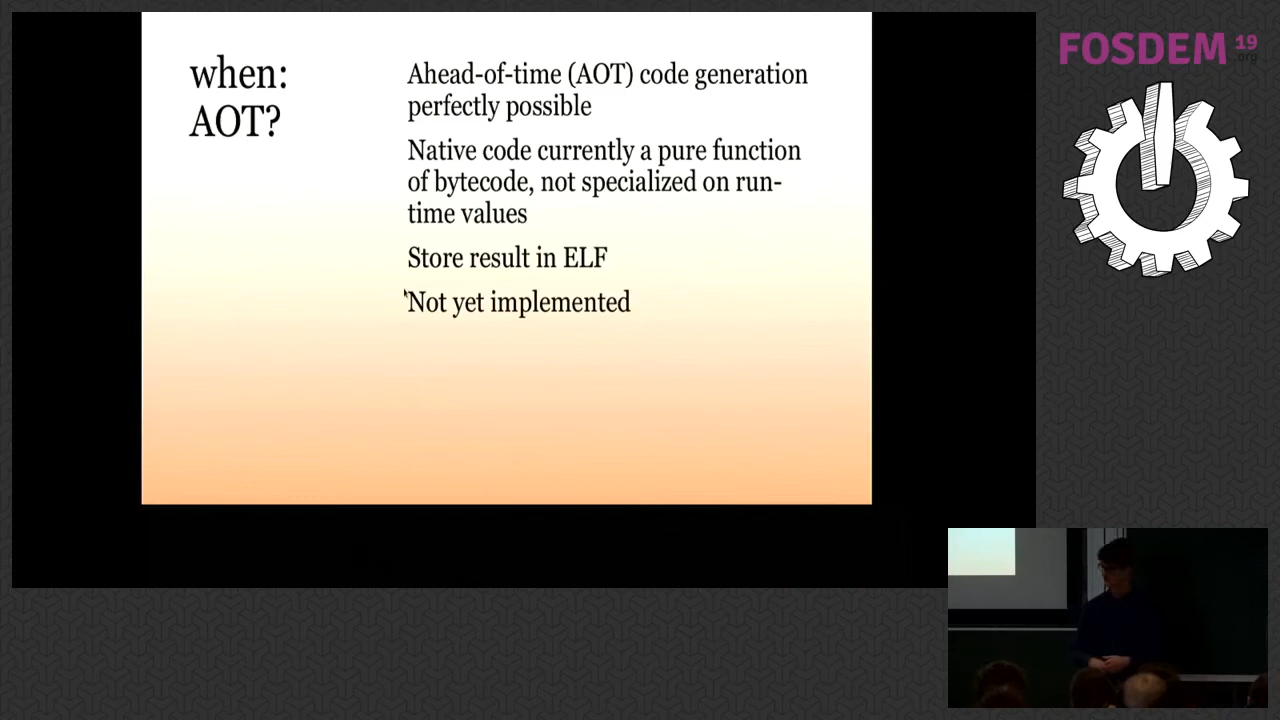 when:
AOT?
Ahead-of-time (AOT) code generation
perfectly possible
Native code currently a pure function
of bytecode, not specialized on run-
time values
Store result in ELF
Not yet implemented
FOSDEM 19
.org